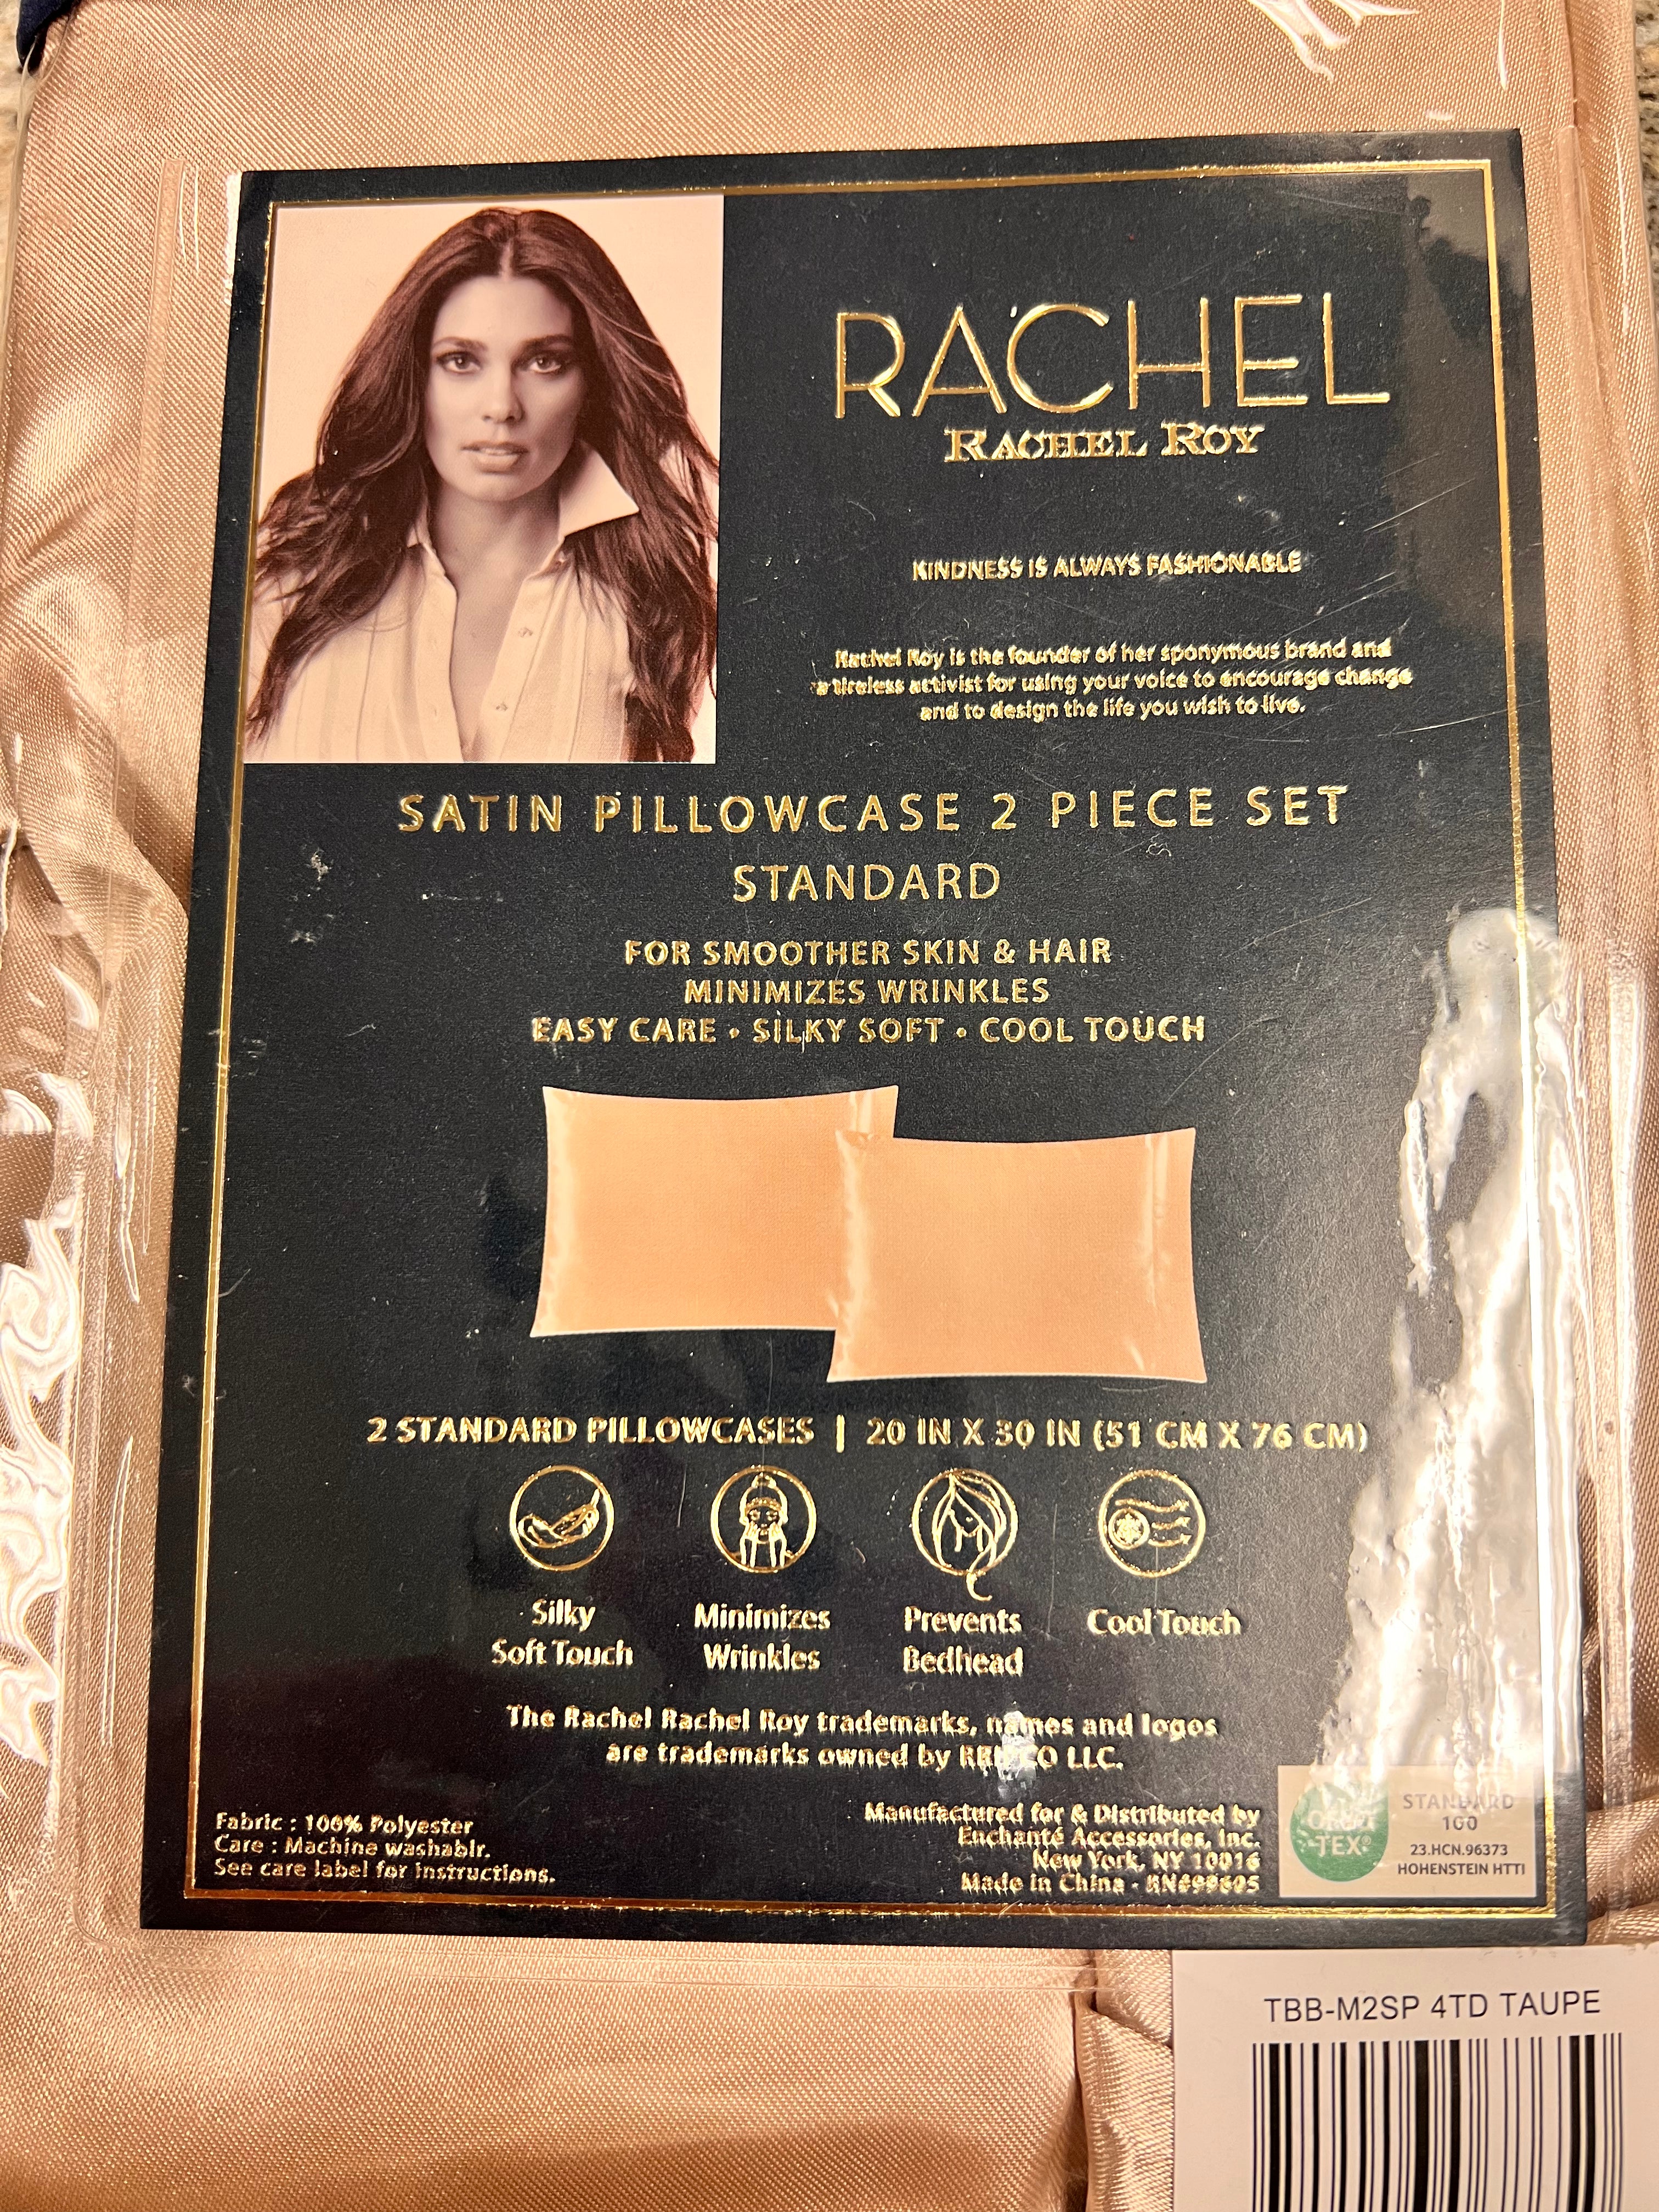 RACHEL
RACHEL ROY
KINDNESS IS ALWAYS FASHIONABLE
Rachel Roy is the founder of her eponymous brand and
a tireless activist for using your voice to encourage change
and to design the life you wish to live.
SATIN PILLOWCASE 2 PIECE SET
STANDARD
FOR SMOOTHER SKIN & HAIR
MINIMIZES WRINKLES
EASY CARE • SILKY SOFT • COOL TOUCH
2 STANDARD PILLOWCASES | 20 IN X 30 IN (51 CM X 76 CM)
Silky
Soft Touch
Minimizes
Wrinkles
Prevents
Bedhead
Cool Touch
The Rachel Rachel Roy trademarks, names and logos
are trademarks owned by LLC.
Fabric : 100% Polyester
Care : Machine washablr.
See care label for instructions.
Manufactured for & Distributed by
Enchanté Accessories, Inc.
New York, NY 10016
Made in China -
OEKO
-TEX®
STANDARD
100
23.HCN.96373
HOHENSTEIN HTTI
TBB-M2SP 4TD TAUPE